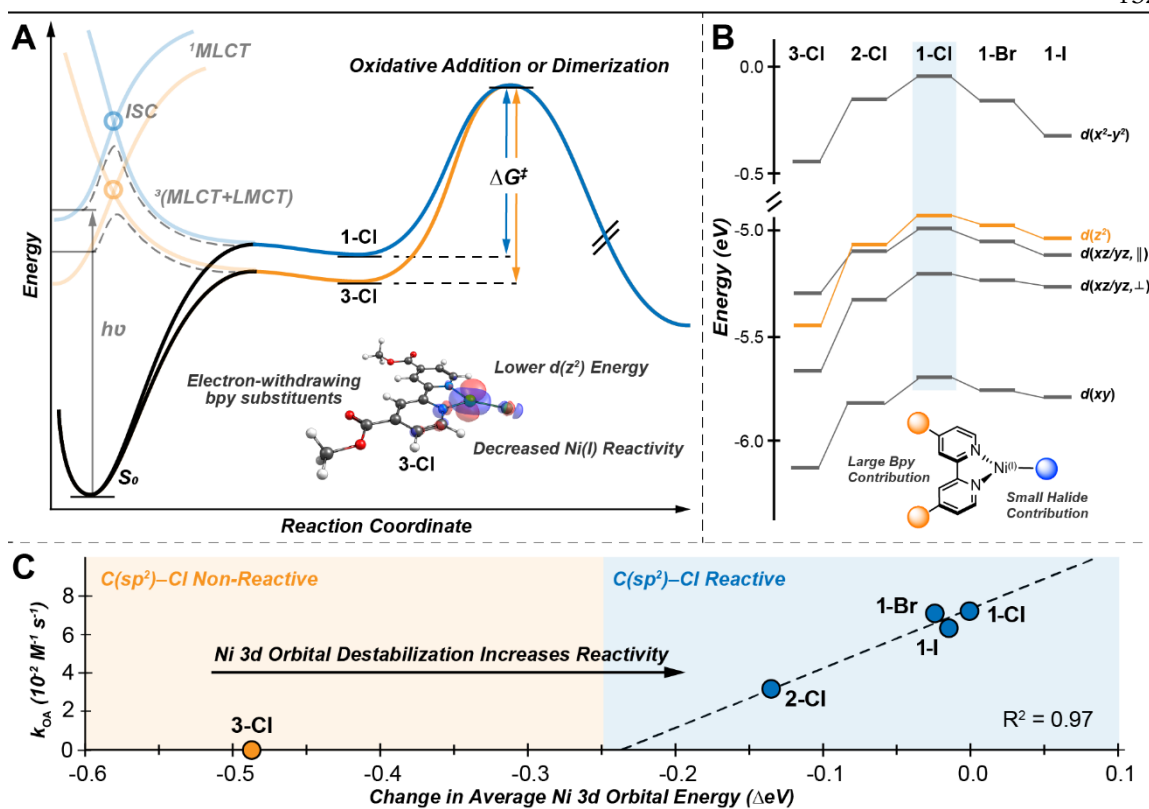 A
¹MLCT
ISC
³(MLCT+LMCT)
Oxidative Addition or Dimerization
ΔG‡
1-Cl
3-Cl
Energy
hυ
S₀
Electron-withdrawing
bpy substituents
Lower d(z²) Energy
Decreased Ni(I) Reactivity
3-Cl
Reaction Coordinate
B
3-Cl 2-Cl 1-Cl 1-Br 1-I
0.0
-0.5
-5.0
-5.5
-6.0
Energy (eV)
d(x²-y²)
d(z²)
d(xz/yz, ||)
d(xz/yz,⊥)
d(xy)
Large Bpy
Contribution
N
N
Ni(I)
Small Halide
Contribution
C
C(sp²)–Cl Non-Reactive
C(sp²)–Cl Reactive
Ni 3d Orbital Destabilization Increases Reactivity
1-Br
1-Cl
1-I
2-Cl
3-Cl
R² = 0.97
k_OA (10⁻² M⁻¹ s⁻¹)
8
6
4
2
0
-0.6 -0.5 -0.4 -0.3 -0.2 -0.1 0.0 0.1
Change in Average Ni 3d Orbital Energy (ΔeV)